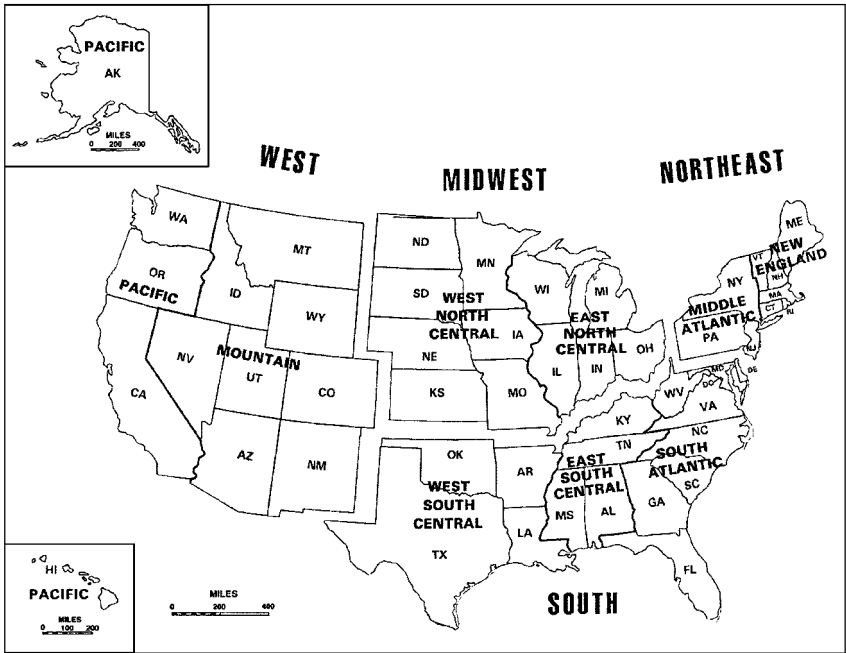 PACIFIC
AK
MILES
0 200 400
WEST
MIDWEST
NORTHEAST
WA
MT
ND
MN
ME
OR
PACIFIC
ID
WY
SD
WEST
NORTH
CENTRAL
WI
MI
NY
VT
NH
NEW
ENGLAND
MA
CT
RI
MIDDLE
ATLANTIC
PA
NJ
NV
MOUNTAIN
UT
CO
NE
IA
EAST
NORTH
CENTRAL
IL
IN
OH
CA
KS
MO
WV
MD
DC
DE
VA
KY
AZ
NM
OK
AR
TN
NC
WEST
SOUTH
CENTRAL
EAST
SOUTH
CENTRAL
SOUTH
ATLANTIC
SC
TX
LA
MS
AL
GA
FL
HI
PACIFIC
MILES
0 100 200
MILES
0 200 400
SOUTH